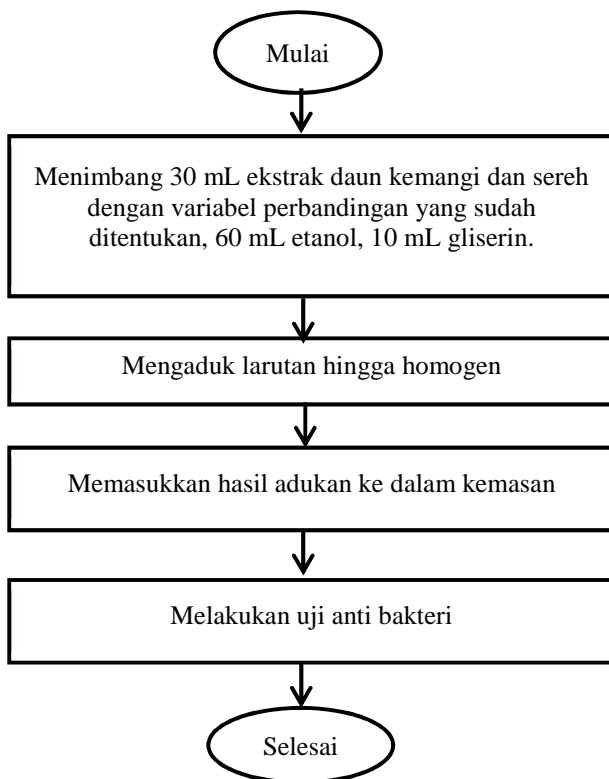 Mulai
Menimbang 30 mL ekstrak daun kemangi dan sereh
dengan variabel perbandingan yang sudah
ditentukan, 60 mL etanol, 10 mL gliserin.
Mengaduk larutan hingga homogen
Memasukkan hasil adukan ke dalam kemasan
Melakukan uji anti bakteri
Selesai